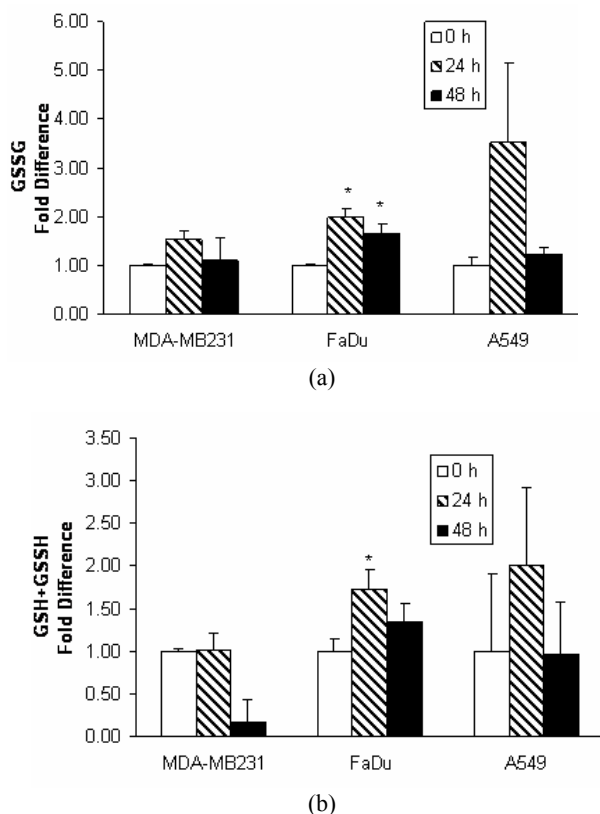 GSSG
Fold Difference
6.00
5.00
4.00
3.00
2.00
1.00
0.00
0 h
24 h
48 h
*
*
MDA-MB231
FaDu
A549
(a)
GSH+GSSH
Fold Difference
3.50
3.00
2.50
2.00
1.50
1.00
0.50
0.00
0 h
24 h
48 h
*
MDA-MB231
FaDu
A549
(b)